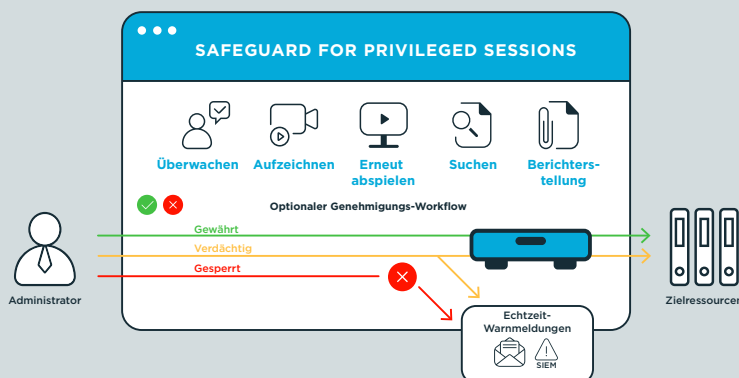 SAFEGUARD FOR PRIVILEGED SESSIONS
Überwachen
Aufzeichnen
Erneut
abspielen
Suchen
Berichters-
tellung
Optionaler Genehmigungs-Workflow
Gewährt
Verdächtig
Gesperrt
Administrator
Zielressourcen
Echtzeit-
Warnmeldungen
SIEM